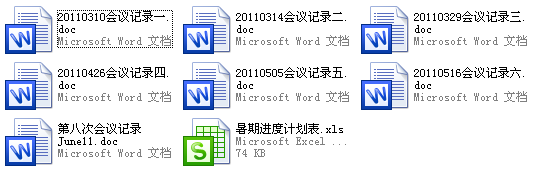 20110310会议记录一.
doc
Microsoft Word 文档
20110314会议记录二.
doc
Microsoft Word 文档
20110329会议记录三.
doc
Microsoft Word 文档
20110426会议记录四.
doc
Microsoft Word 文档
20110505会议记录五.
doc
Microsoft Word 文档
20110516会议记录六.
doc
Microsoft Word 文档
第八次会议记录
June11.doc
Microsoft Word 文档
暑期进度计划表.xls
Microsoft Excel ...
74 KB